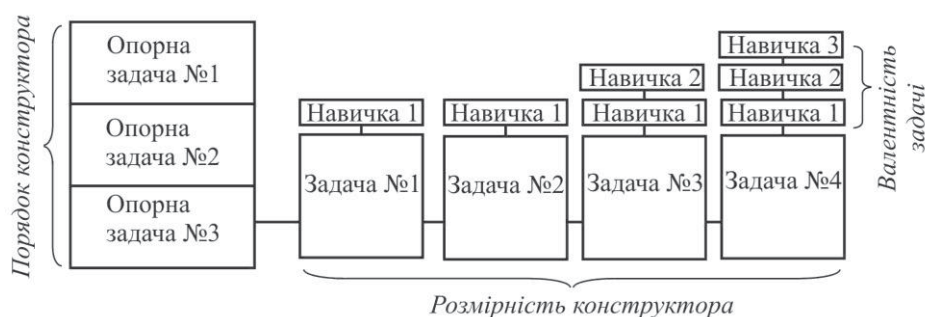 Порядок конструктора
Опорна
задача №1
Опорна
задача №2
Опорна
задача №3
Навичка 1
Задача №1
Навичка 1
Задача №2
Навичка 2
Навичка 1
Задача №3
Навичка 3
Навичка 2
Навичка 1
Задача №4
Валентність
задачі
Розмірність конструктора